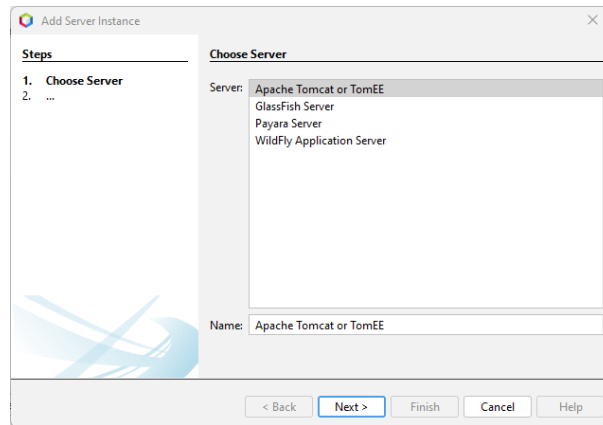 Add Server Instance
Steps
1. Choose Server
2. ...
Choose Server
Server:
Apache Tomcat or TomEE
GlassFish Server
Payara Server
WildFly Application Server
Name: Apache Tomcat or TomEE
< Back Next > Finish Cancel Help